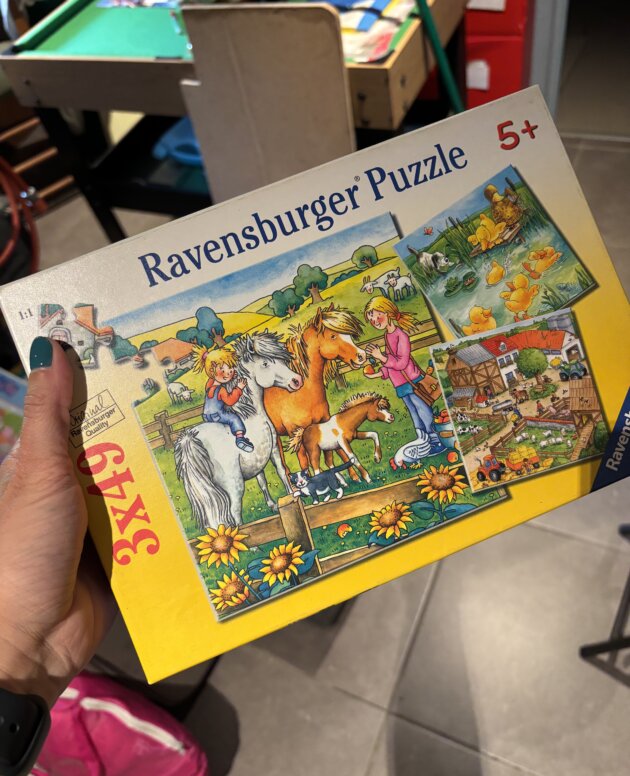 Ravensburger® Puzzle
5+
1:1
Ravensburger
Quality
3x49
Ravensb